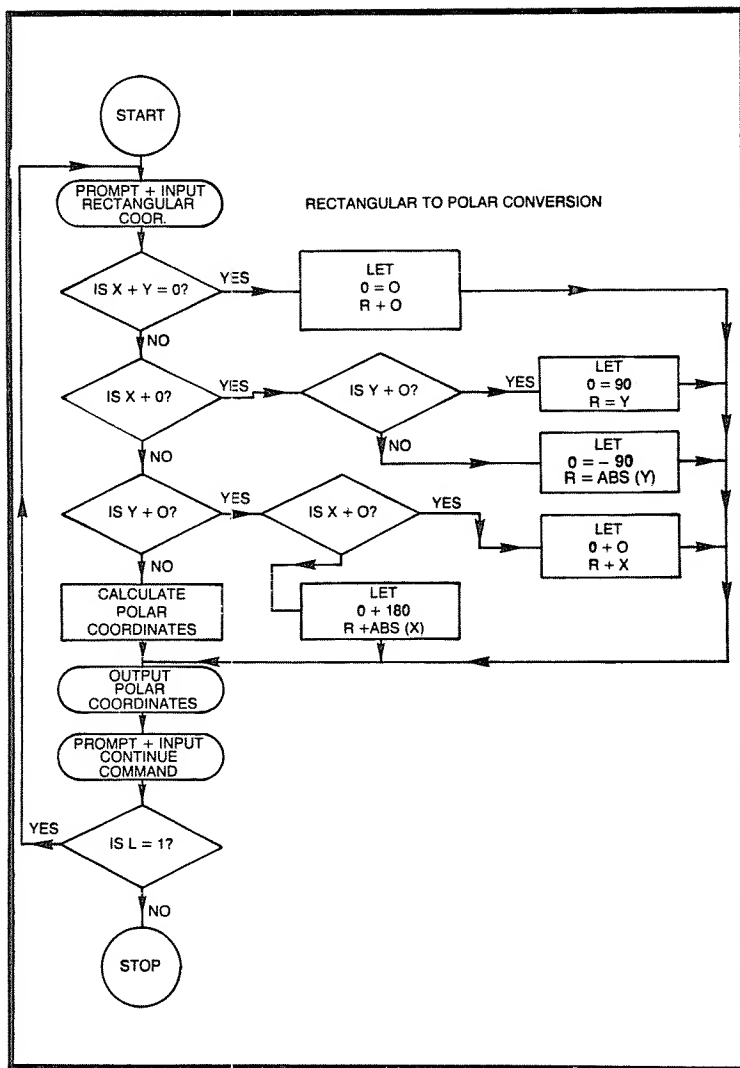 START
PROMPT + INPUT
RECTANGULAR
COOR.
RECTANGULAR TO POLAR CONVERSION
IS X + Y = 0?
YES
LET
0 = O
R + O
NO
IS X + 0?
YES
IS Y + O?
YES
LET
0 = 90
R = Y
NO
NO
LET
0 = – 90
R = ABS (Y)
IS Y + O?
YES
IS X + O?
YES
LET
0 + O
R + X
NO
CALCULATE
POLAR
COORDINATES
LET
0 + 180
R +ABS (X)
OUTPUT
POLAR
COORDINATES
PROMPT + INPUT
CONTINUE
COMMAND
YES
IS L = 1?
NO
STOP